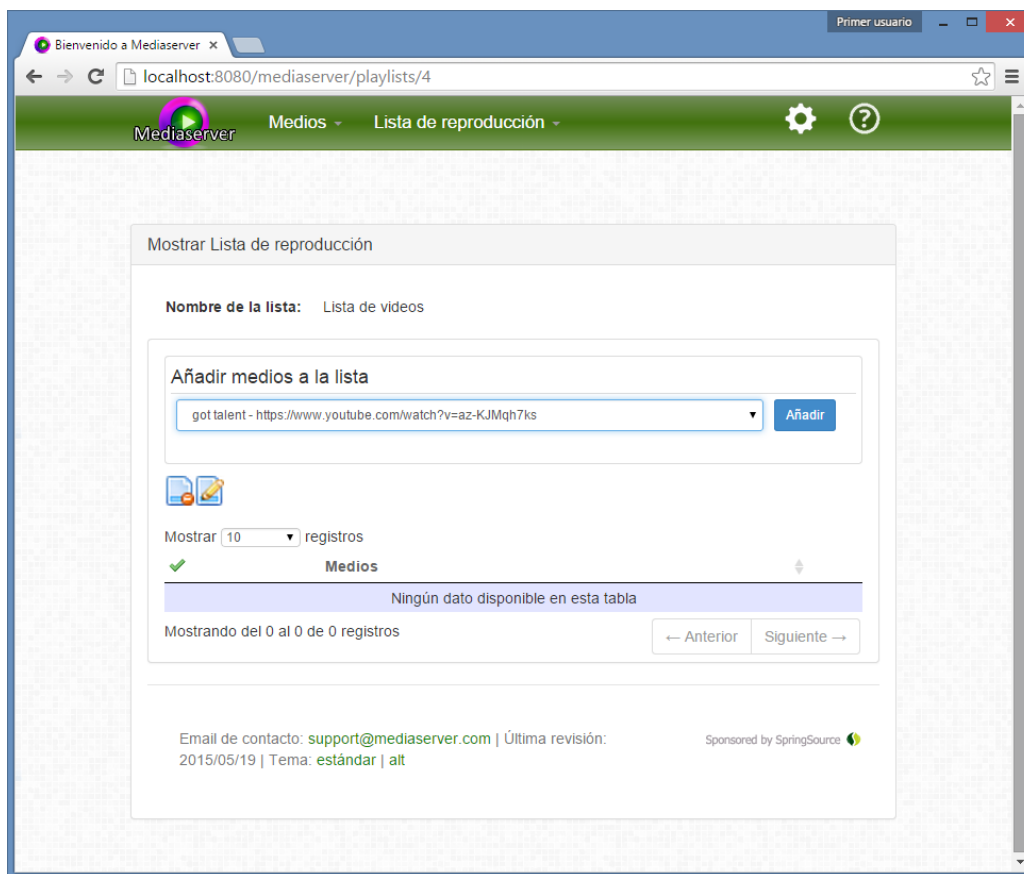 Primer usuario
Bienvenido a Mediaserver
localhost:8080/mediaserver/playlists/4
Mediaserver
Medios
Lista de reproducción
Mostrar Lista de reproducción
Nombre de la lista: Lista de videos
Añadir medios a la lista
got talent - https://www.youtube.com/watch?v=az-KJMqh7ks
Añadir
Mostrar 10 registros
Medios
Ningún dato disponible en esta tabla
Mostrando del 0 al 0 de 0 registros
← Anterior
Siguiente →
Email de contacto: support@mediaserver.com | Última revisión:
2015/05/19 | Tema: estándar | alt
Sponsored by SpringSource